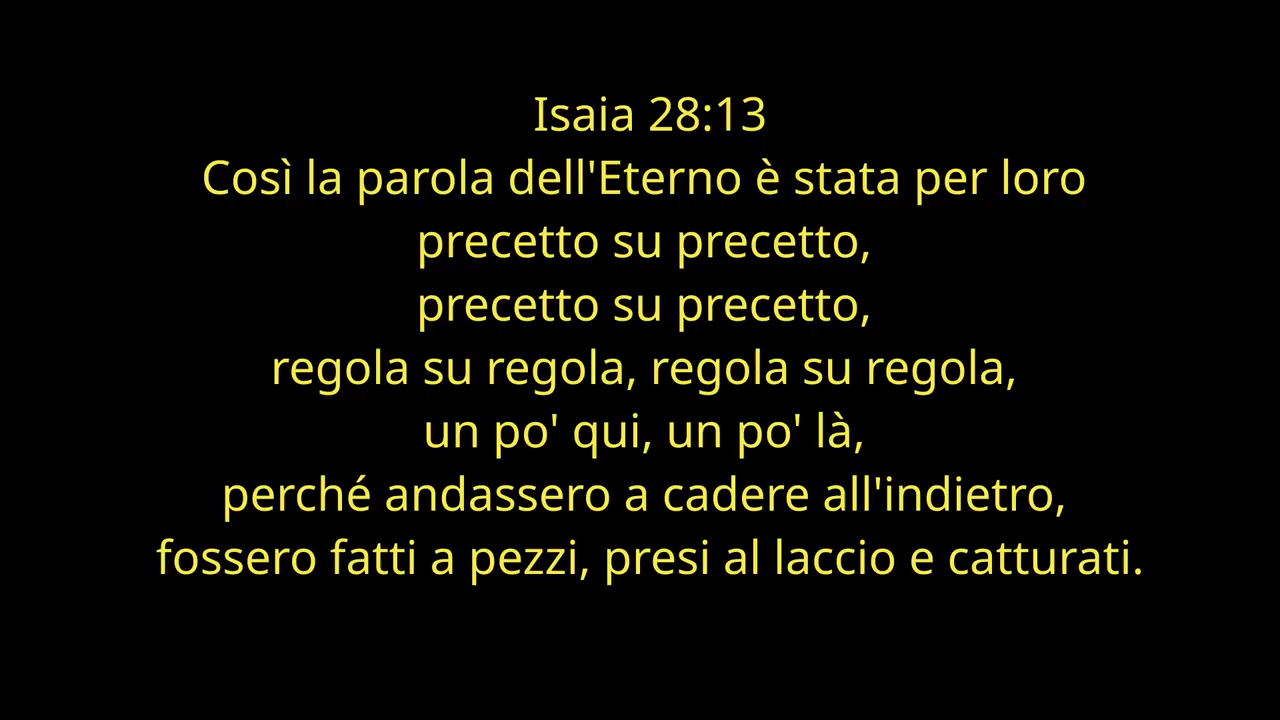 Isaia 28:13
Così la parola dell'Eterno è stata per loro
precetto su precetto,
precetto su precetto,
regola su regola, regola su regola,
un po' qui, un po' là,
perché andassero a cadere all'indietro,
fossero fatti a pezzi, presi al laccio e catturati.